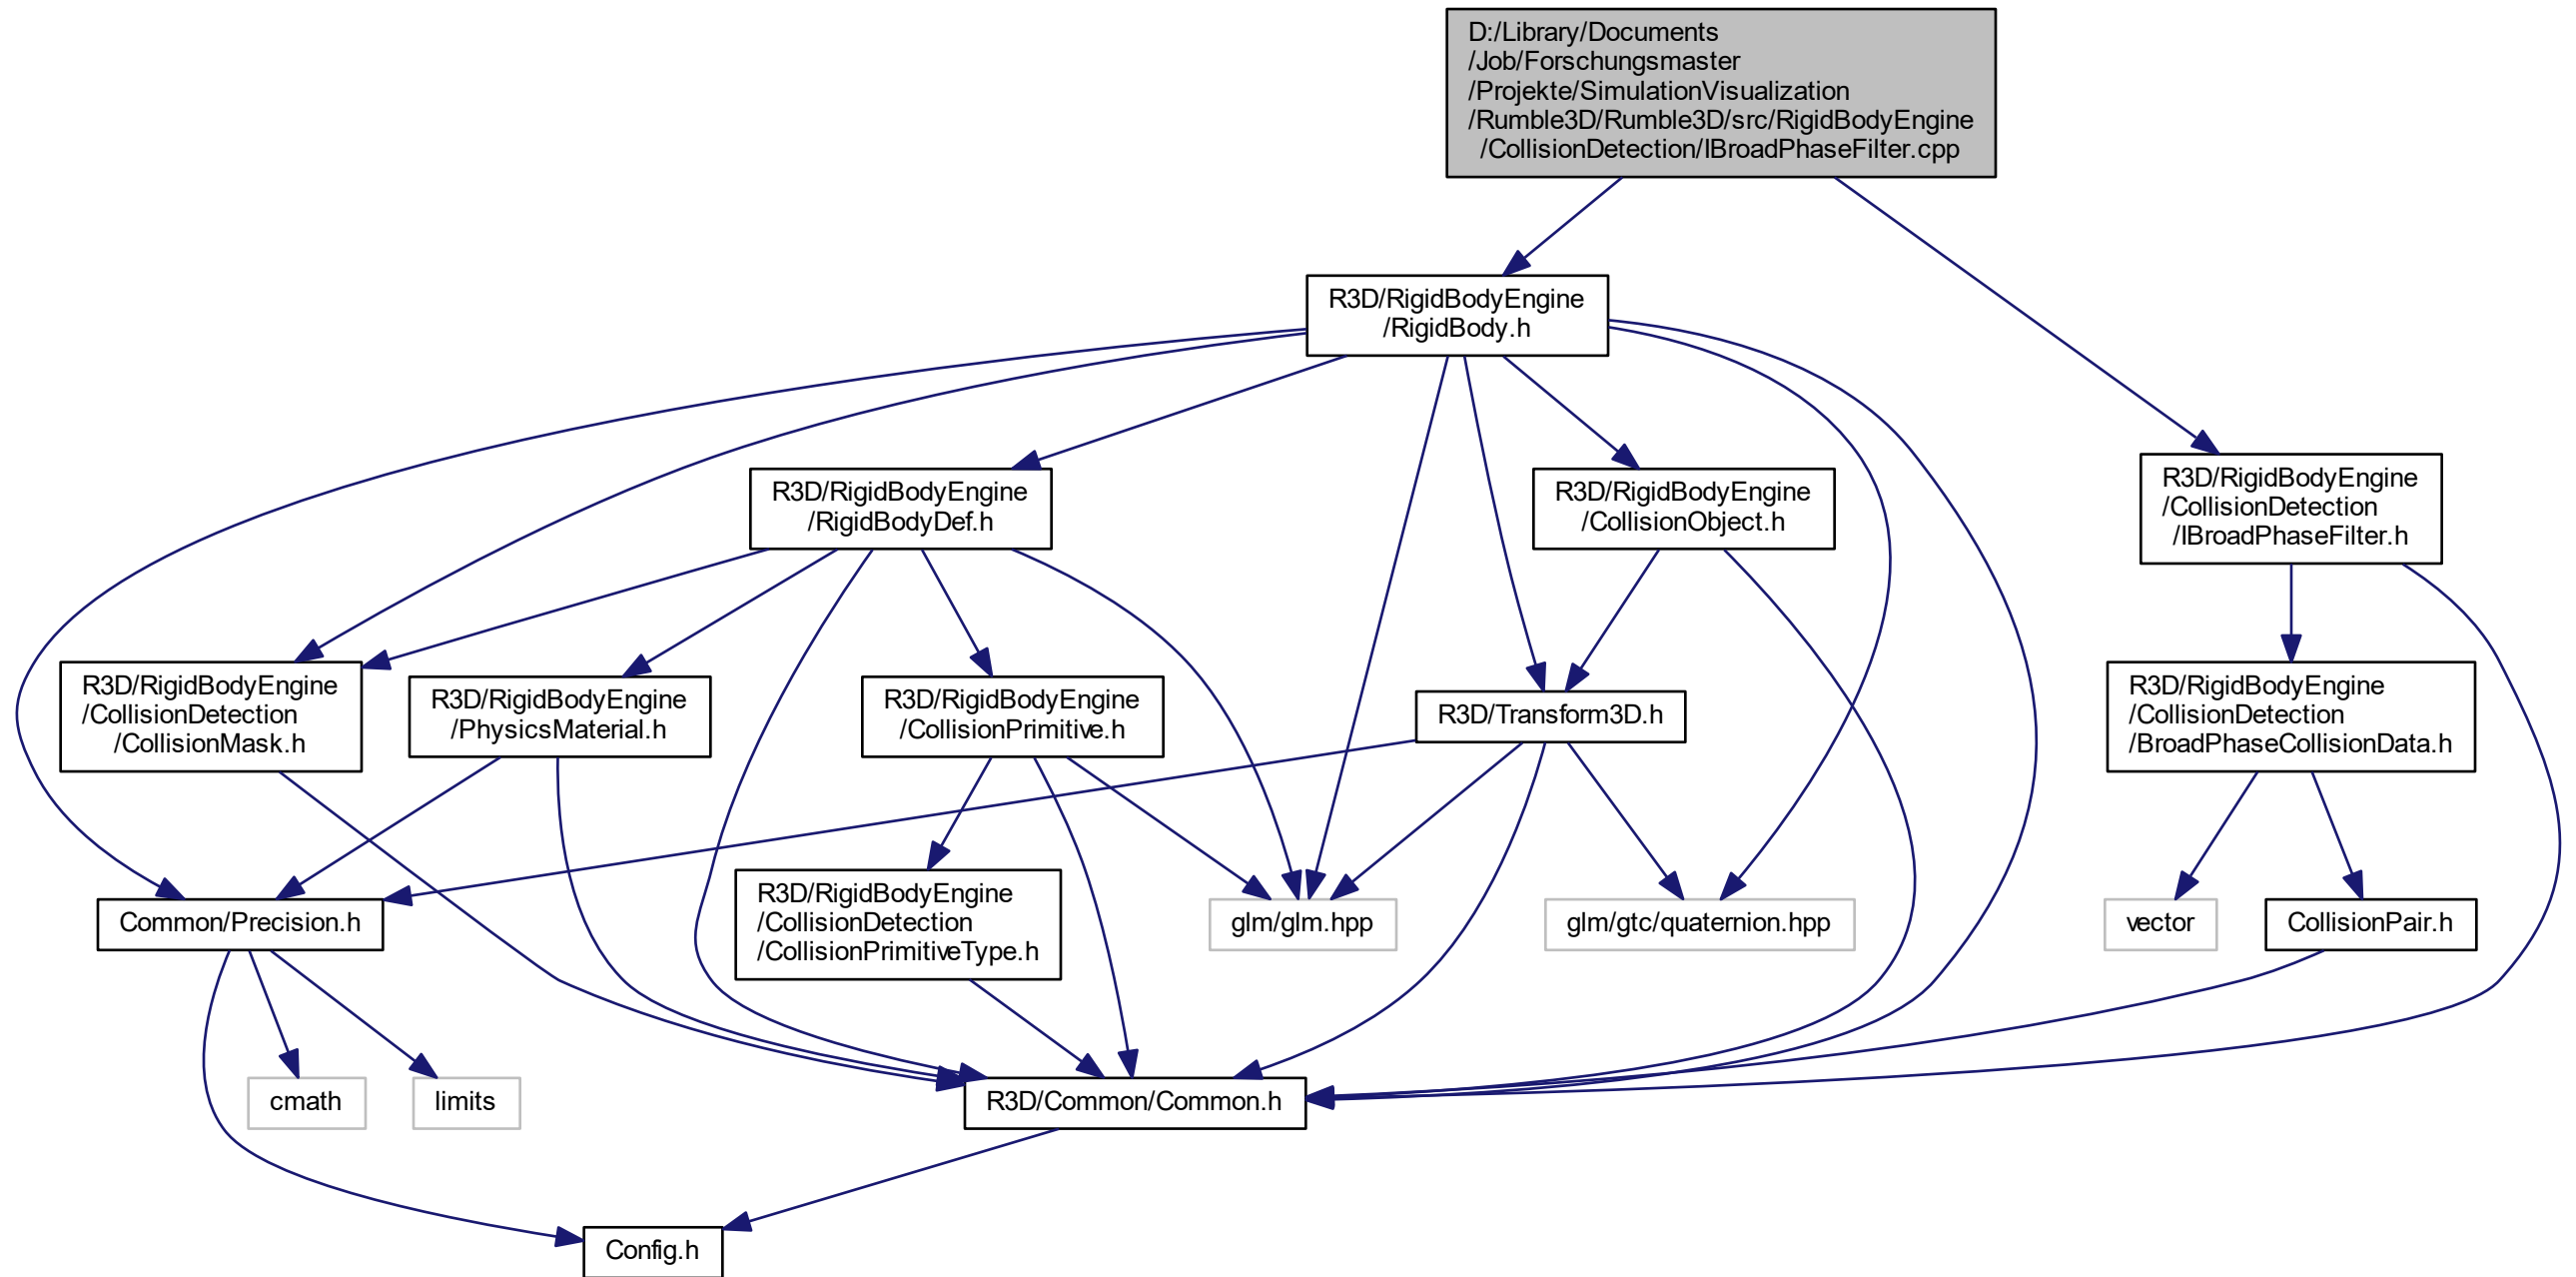 D:/Library/Documents
/Job/Forschungsmaster
/Projekte/SimulationVisualization
/Rumble3D/Rumble3D/src/RigidBodyEngine
/CollisionDetection/IBroadPhaseFilter.cpp
R3D/RigidBodyEngine
/RigidBody.h
R3D/RigidBodyEngine
/RigidBodyDef.h
R3D/RigidBodyEngine
/CollisionObject.h
R3D/RigidBodyEngine
/CollisionDetection
/IBroadPhaseFilter.h
R3D/RigidBodyEngine
/CollisionDetection
/CollisionMask.h
R3D/RigidBodyEngine
/PhysicsMaterial.h
R3D/RigidBodyEngine
/CollisionPrimitive.h
R3D/Transform3D.h
R3D/RigidBodyEngine
/CollisionDetection
/BroadPhaseCollisionData.h
Common/Precision.h
R3D/RigidBodyEngine
/CollisionDetection
/CollisionPrimitiveType.h
glm/glm.hpp
glm/gtc/quaternion.hpp
vector
CollisionPair.h
cmath
limits
R3D/Common/Common.h
Config.h